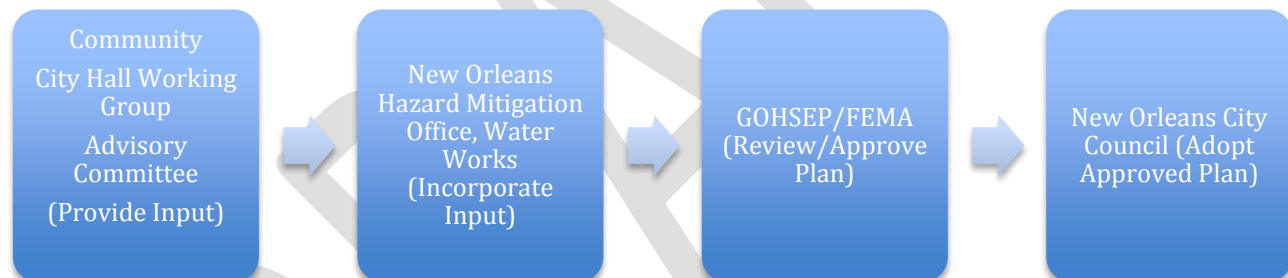 Community
City Hall Working
Group
Advisory
Committee
(Provide Input)
New Orleans
Hazard Mitigation
Office, Water
Works
(Incorporate
Input)
GOHSEP/FEMA
(Review/Approve
Plan)
New Orleans City
Council (Adopt
Approved Plan)